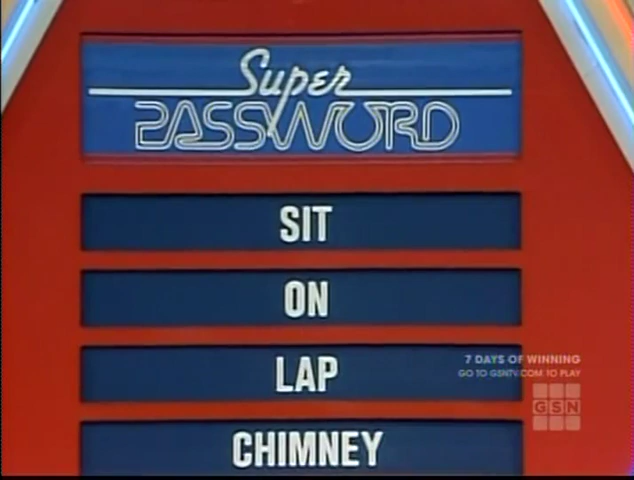 Super
PASSWORD
SIT
ON
LAP
7 DAYS OF WINNING
GO TO GSNTV.COM TO PLAY
GSN
CHIMNEY